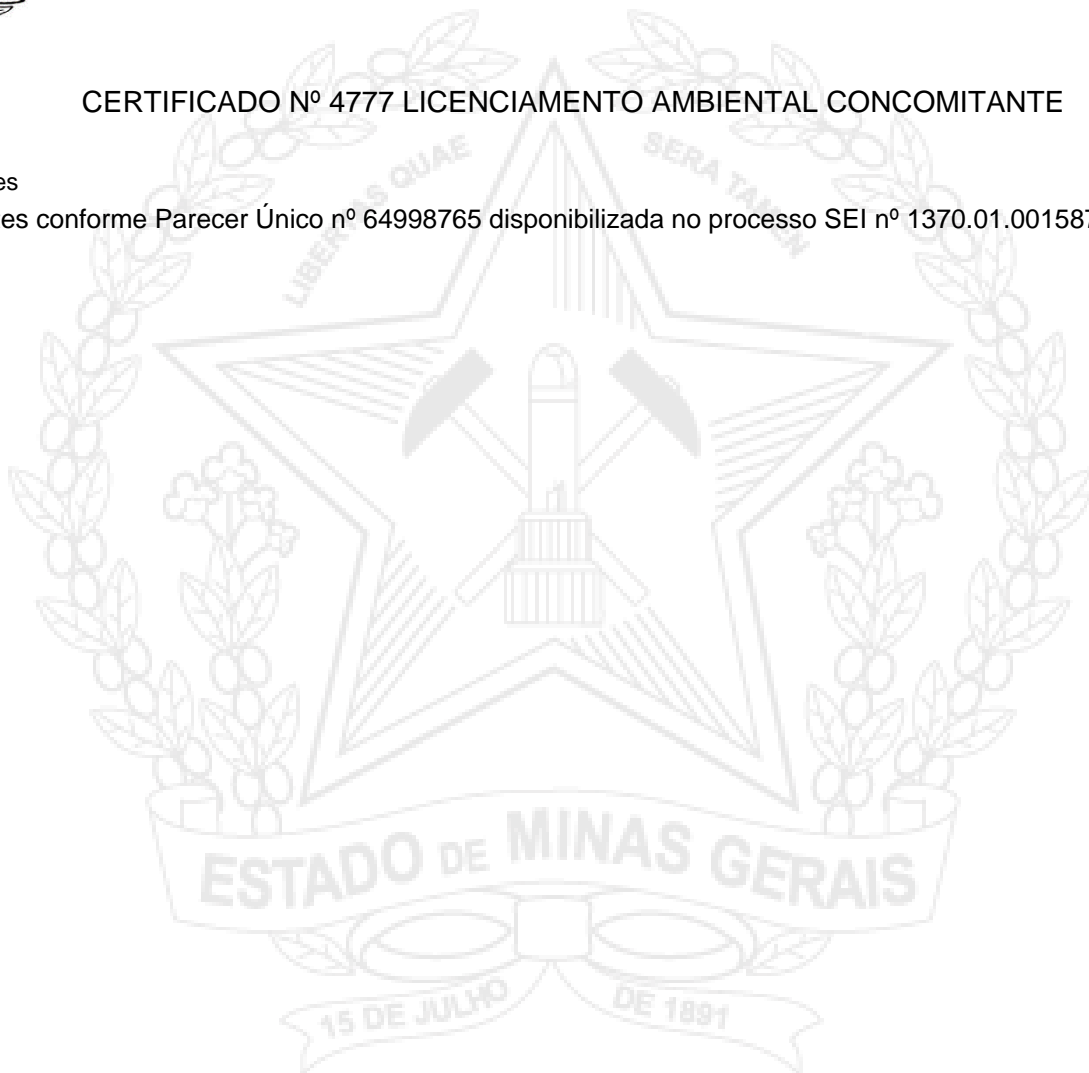 CERTIFICADO Nº 4777 LICENCIAMENTO AMBIENTAL CONCOMITANTE
es
es conforme Parecer Único nº 64998765 disponibilizada no processo SEI nº 1370.01.001587
LIBERTAS QUAE SERA TAMEN
ESTADO DE MINAS GERAIS
15 DE JULHO DE 1891